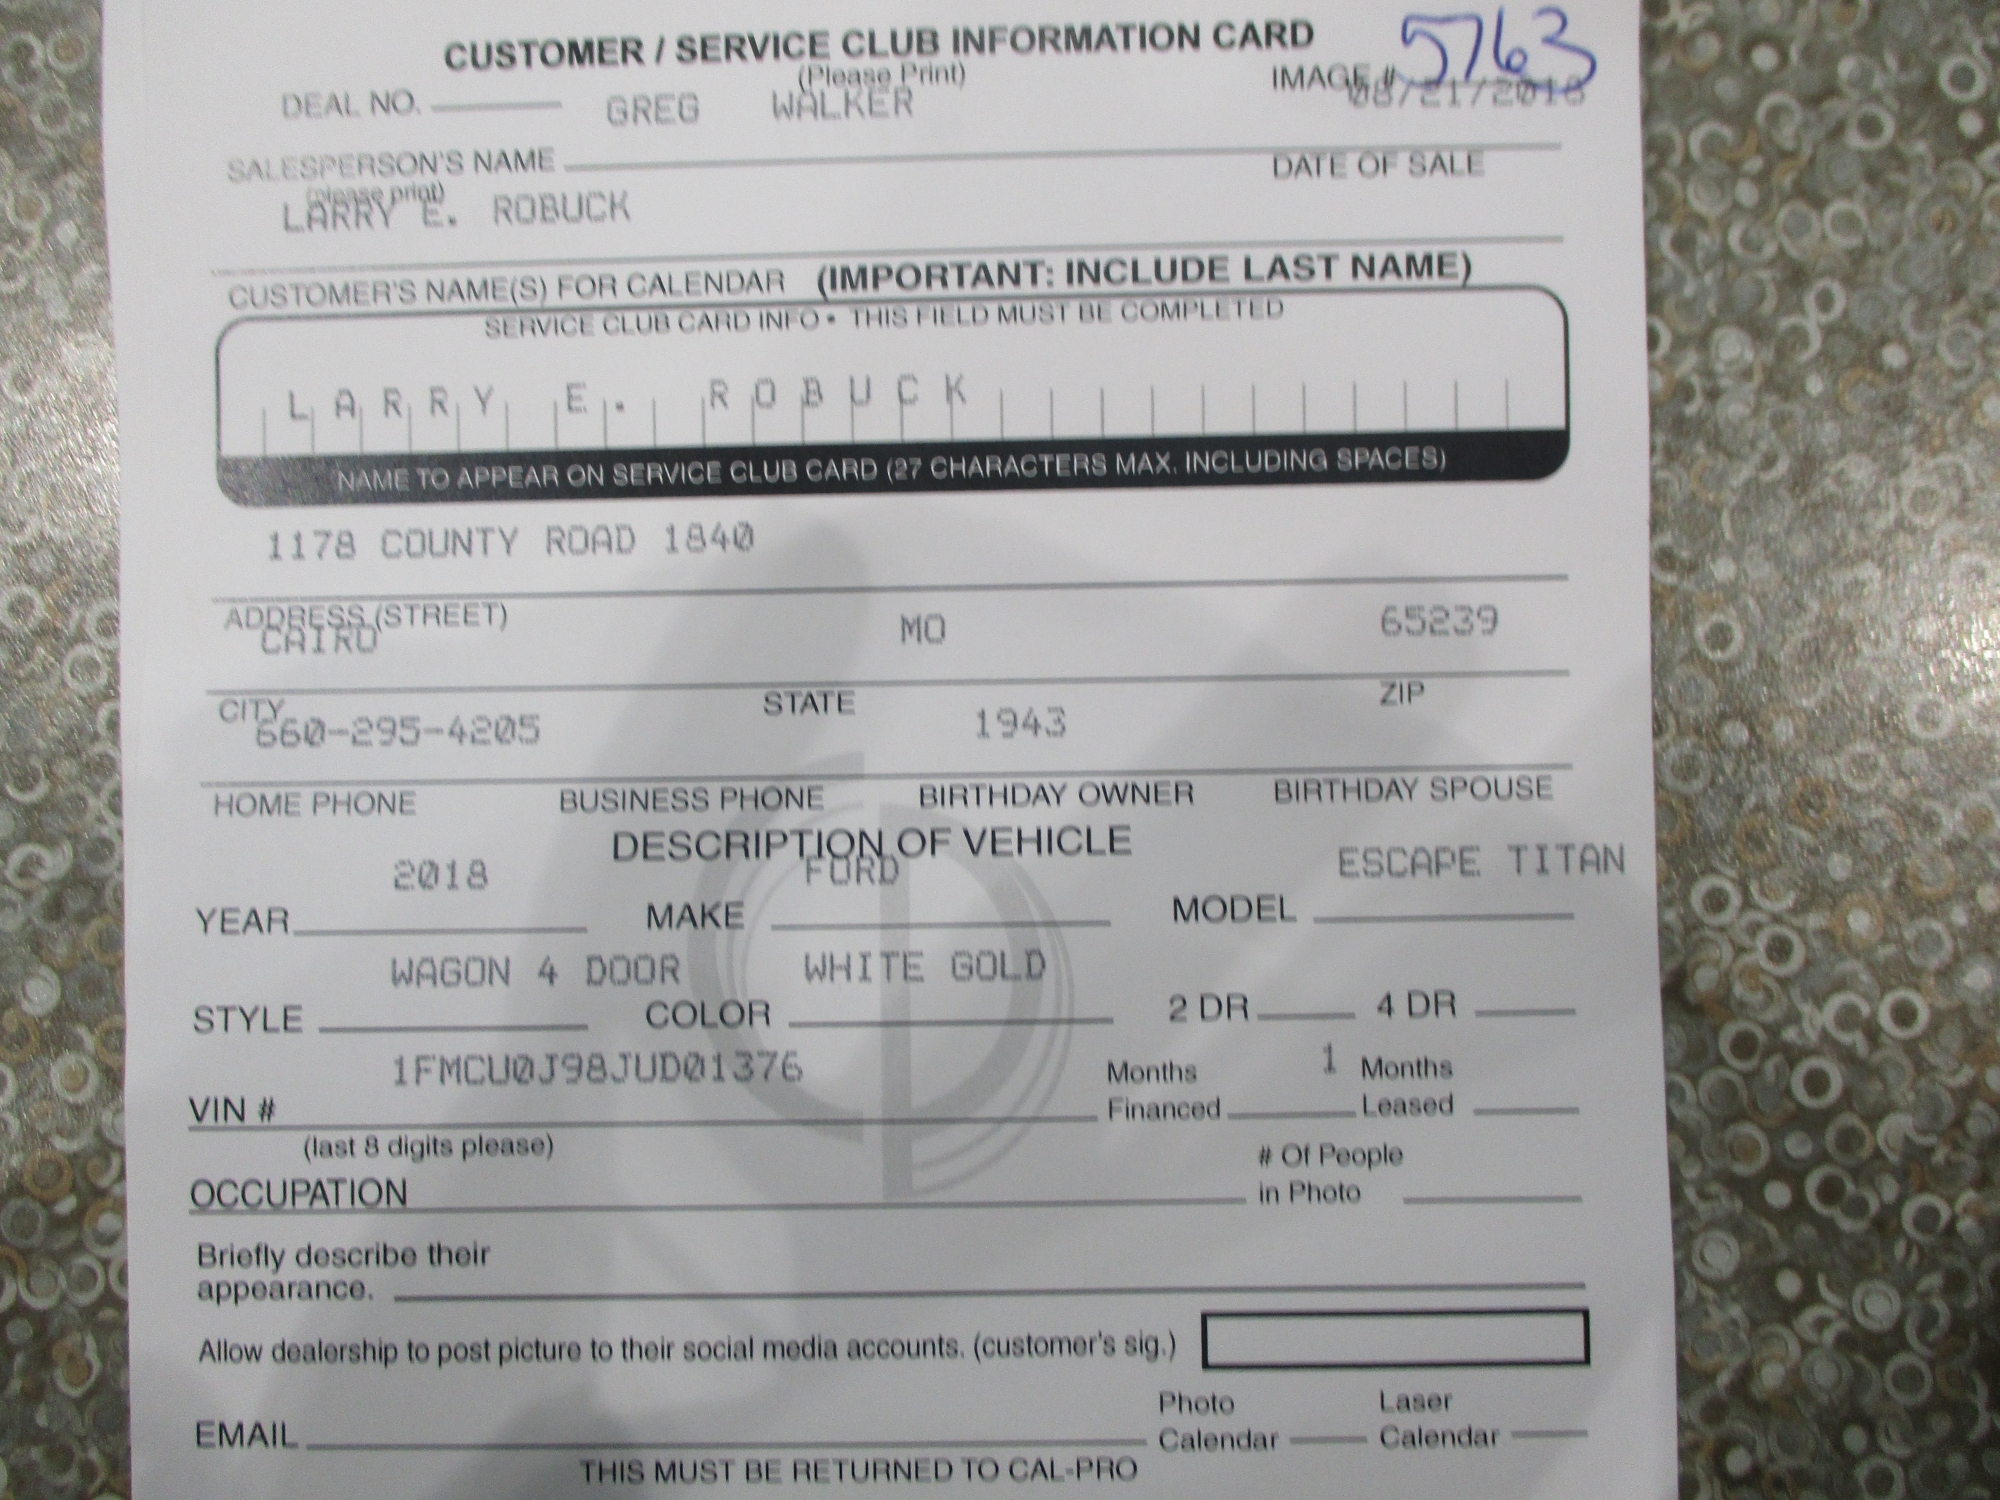 CUSTOMER / SERVICE CLUB INFORMATION CARD
5763
(Please Print)
IMAGE #
DEAL NO.
GREG WALKER
08/21/2018
SALESPERSON'S NAME
DATE OF SALE
(please print)
LARRY E. ROBUCK
CUSTOMER'S NAME(S) FOR CALENDAR (IMPORTANT: INCLUDE LAST NAME)
SERVICE CLUB CARD INFO • THIS FIELD MUST BE COMPLETED
LARRY E. ROBUCK
NAME TO APPEAR ON SERVICE CLUB CARD (27 CHARACTERS MAX. INCLUDING SPACES)
1178 COUNTY ROAD 1840
ADDRESS (STREET)
CAIRO MO 65239
CITY STATE ZIP
660-295-4205 1943
HOME PHONE BUSINESS PHONE BIRTHDAY OWNER BIRTHDAY SPOUSE
DESCRIPTION OF VEHICLE
2018 FORD ESCAPE TITAN
YEAR MAKE MODEL
WAGON 4 DOOR WHITE GOLD
STYLE COLOR 2 DR 4 DR
1FMCU0J98JUD01376 1
VIN # Months Financed Months Leased
(last 8 digits please)
OCCUPATION # Of People in Photo
Briefly describe their
appearance.
Allow dealership to post picture to their social media accounts. (customer's sig.)
EMAIL Photo Calendar Laser Calendar
THIS MUST BE RETURNED TO CAL-PRO